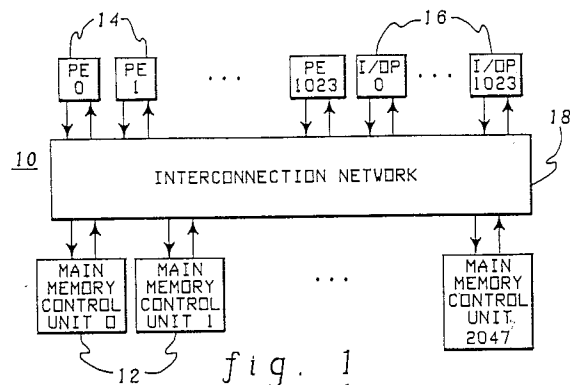 14
16
PE
0
PE
1
...
PE
1023
I/OP
0
...
I/OP
1023
18
10
INTERCONNECTION NETWORK
MAIN
MEMORY
CONTROL
UNIT 0
MAIN
MEMORY
CONTROL
UNIT 1
...
MAIN
MEMORY
CONTROL
UNIT
2047
12
fig. 1